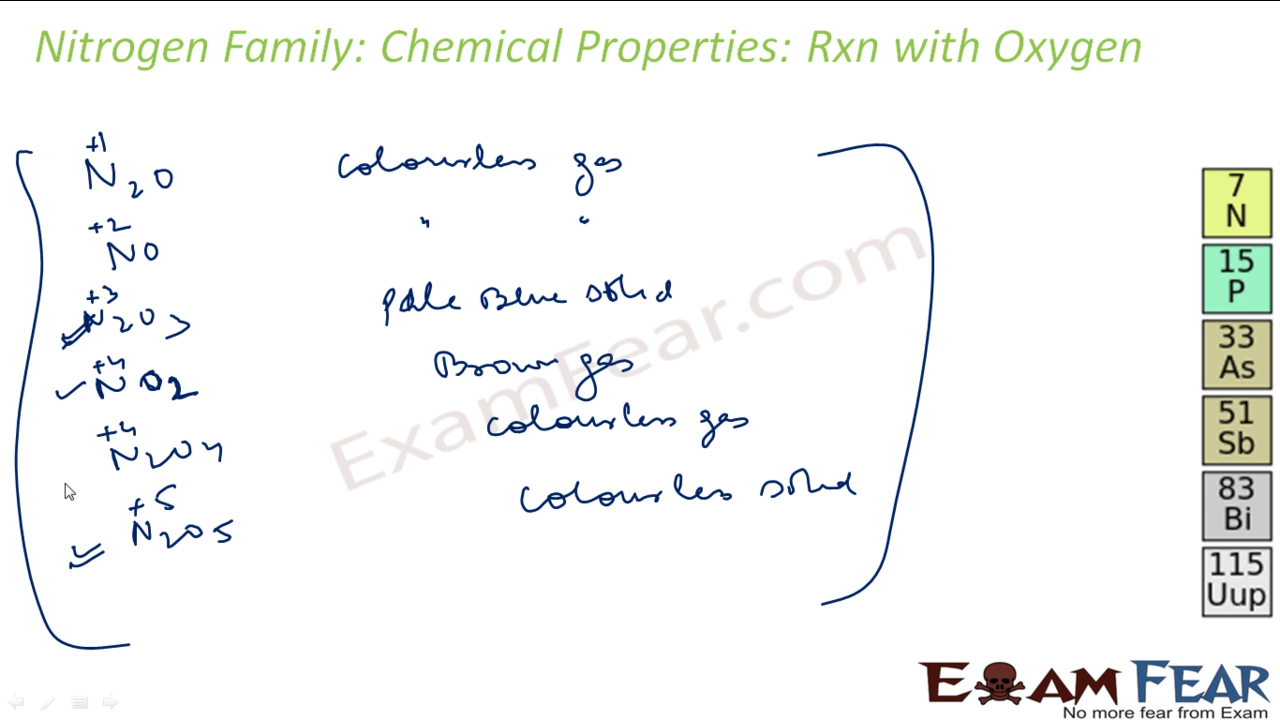 Nitrogen Family: Chemical Properties: Rxn with Oxygen
+1
N2O colourless gas
+2
NO " "
+3
N2O3 pale Blue solid
+4
NO2 Brown gas
+4
N2O4 colourless gas
+5
N2O5 colourless solid
ExamFear.com
7
N
15
P
33
As
51
Sb
83
Bi
115
Uup
EXAM FEAR
No more fear from Exam